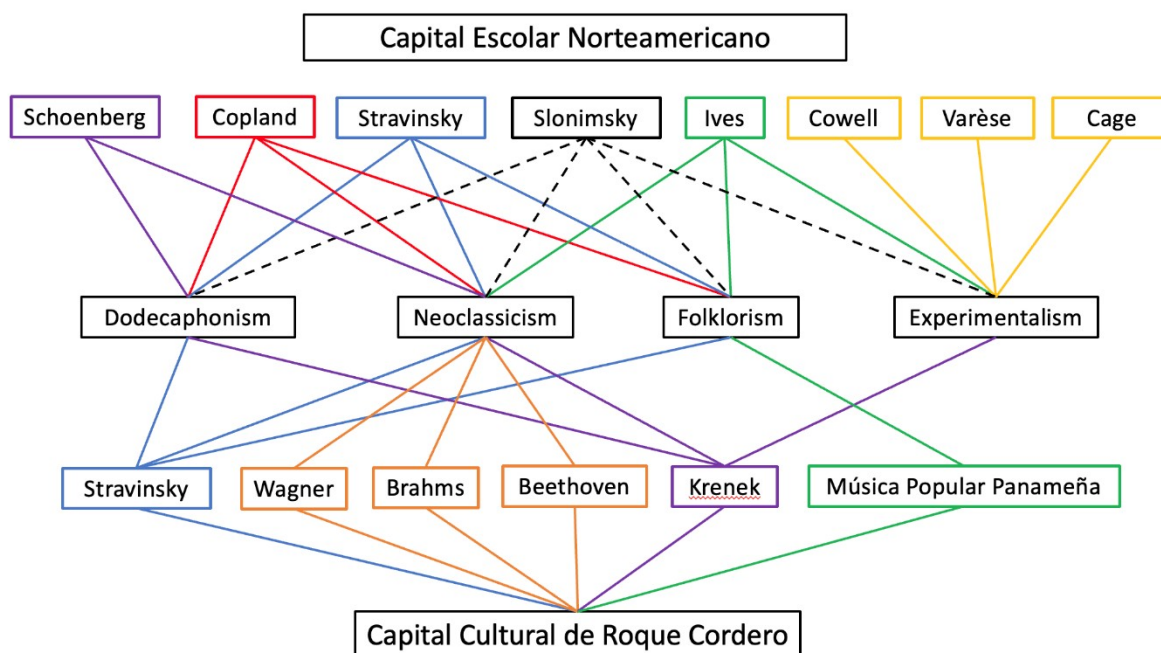 Capital Escolar Norteamericano
Schoenberg
Copland
Stravinsky
Slonimsky
Ives
Cowell
Varèse
Cage
Dodecaphonism
Neoclassicism
Folklorism
Experimentalism
Stravinsky
Wagner
Brahms
Beethoven
Krenek
Música Popular Panameña
Capital Cultural de Roque Cordero